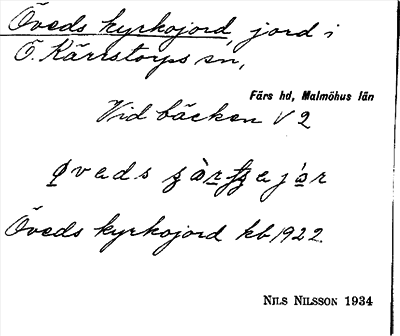 Öveds kyrkojord, jord i
Ö. Kärrstorps sn,
Färs hd, Malmöhus län
Vid bäcken V 2
Öveds kyrkojord kb 1922.
NILS NILSSON 1934